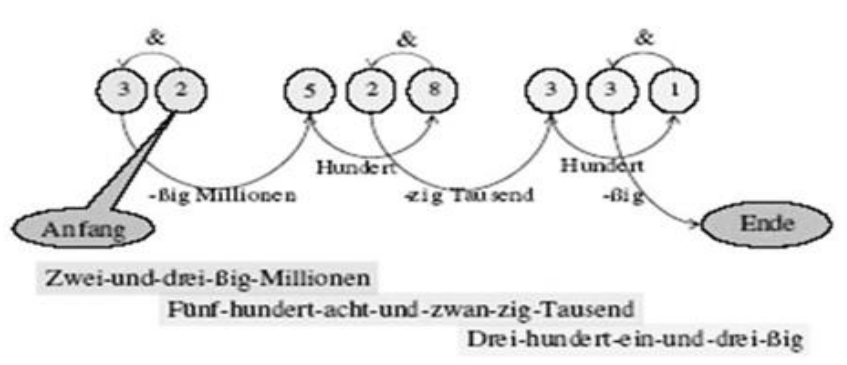 & & &
3 2 5 2 8 3 3 1
Hundert Hundert
-ßig Millionen -zig Tausend -ßig
Anfang Ende
Zwei-und-drei-ßig-Millionen
Fünf-hundert-acht-und-zwan-zig-Tausend
Drei-hundert-ein-und-drei-ßig